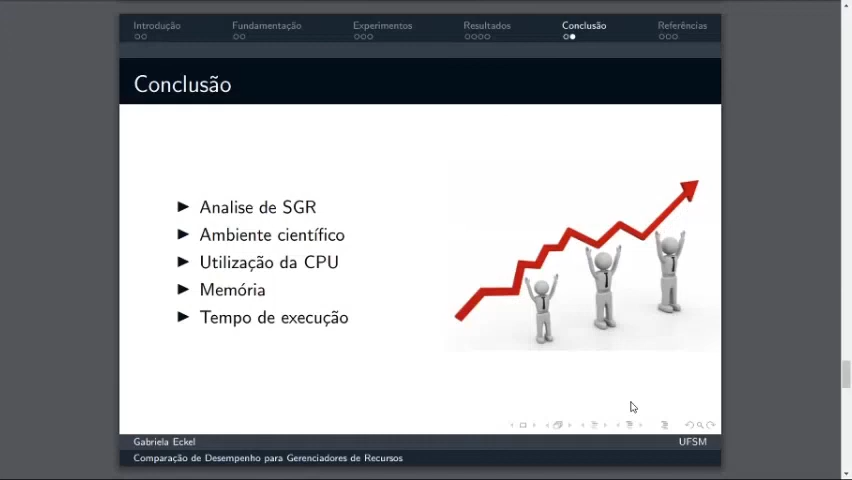 Introdução Fundamentação Experimentos Resultados Conclusão Referências
Conclusão
Analise de SGR
Ambiente científico
Utilização da CPU
Memória
Tempo de execução
Gabriela Eckel UFSM
Comparação de Desempenho para Gerenciadores de Recursos